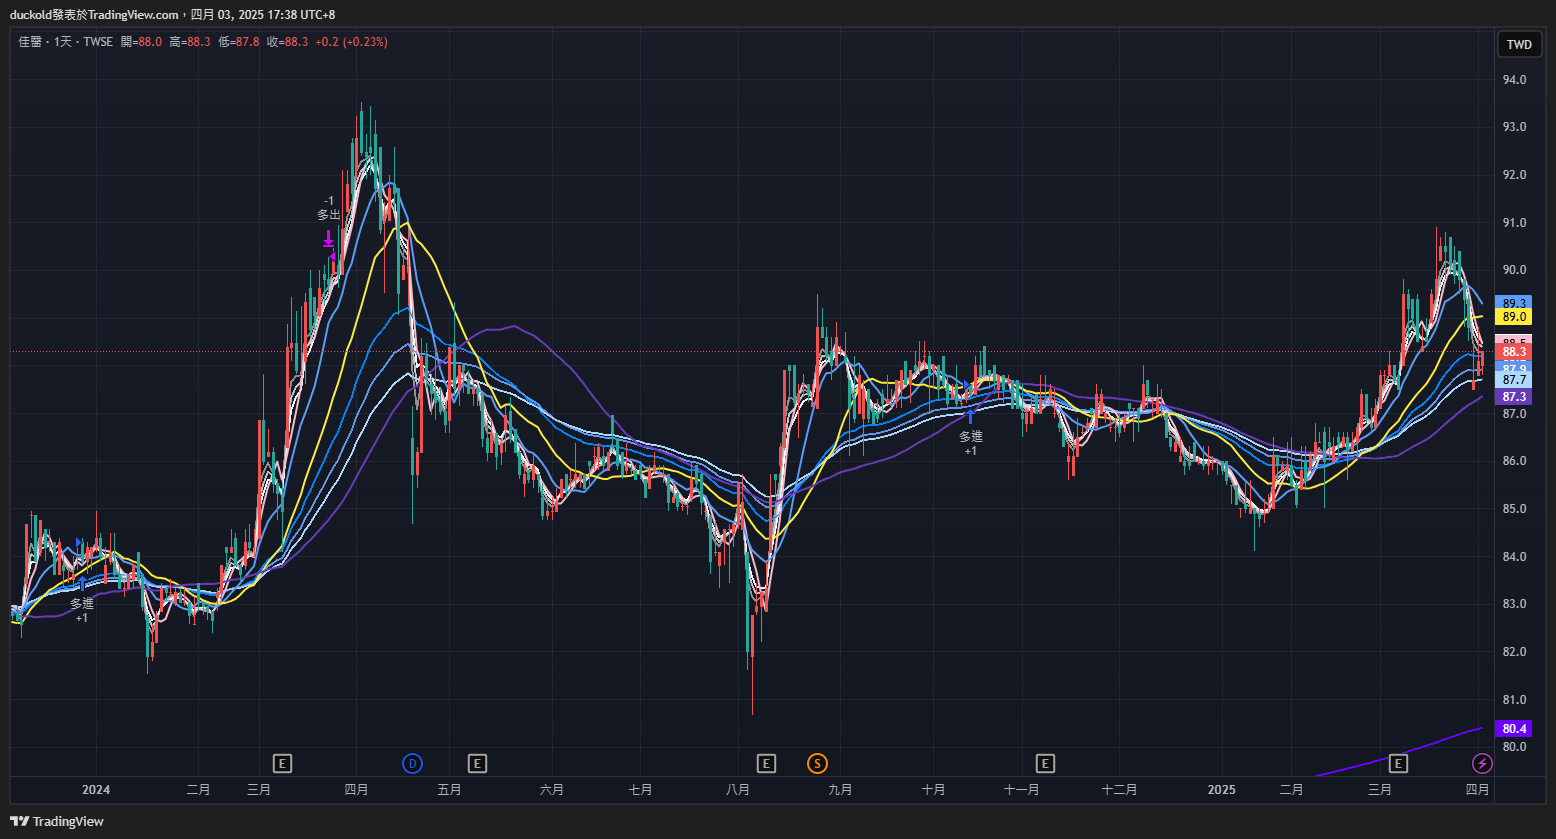 duckold發表於TradingView.com，四月 03, 2025 17:38 UTC+8
佳醫 · 1天 · TWSE 開=88.0 高=88.3 低=87.8 收=88.3 +0.2 (+0.23%)
TWD
94.0
93.0
92.0
-1
多出
91.0
90.0
89.3
89.0
88.5
88.3
87.9
87.7
87.3
87.0
多進
+1
86.0
85.0
84.0
多進
+1
83.0
82.0
81.0
80.4
80.0
E D E E S E E
2024 二月 三月 四月 五月 六月 七月 八月 九月 十月 十一月 十二月 2025 二月 三月 四月
TradingView